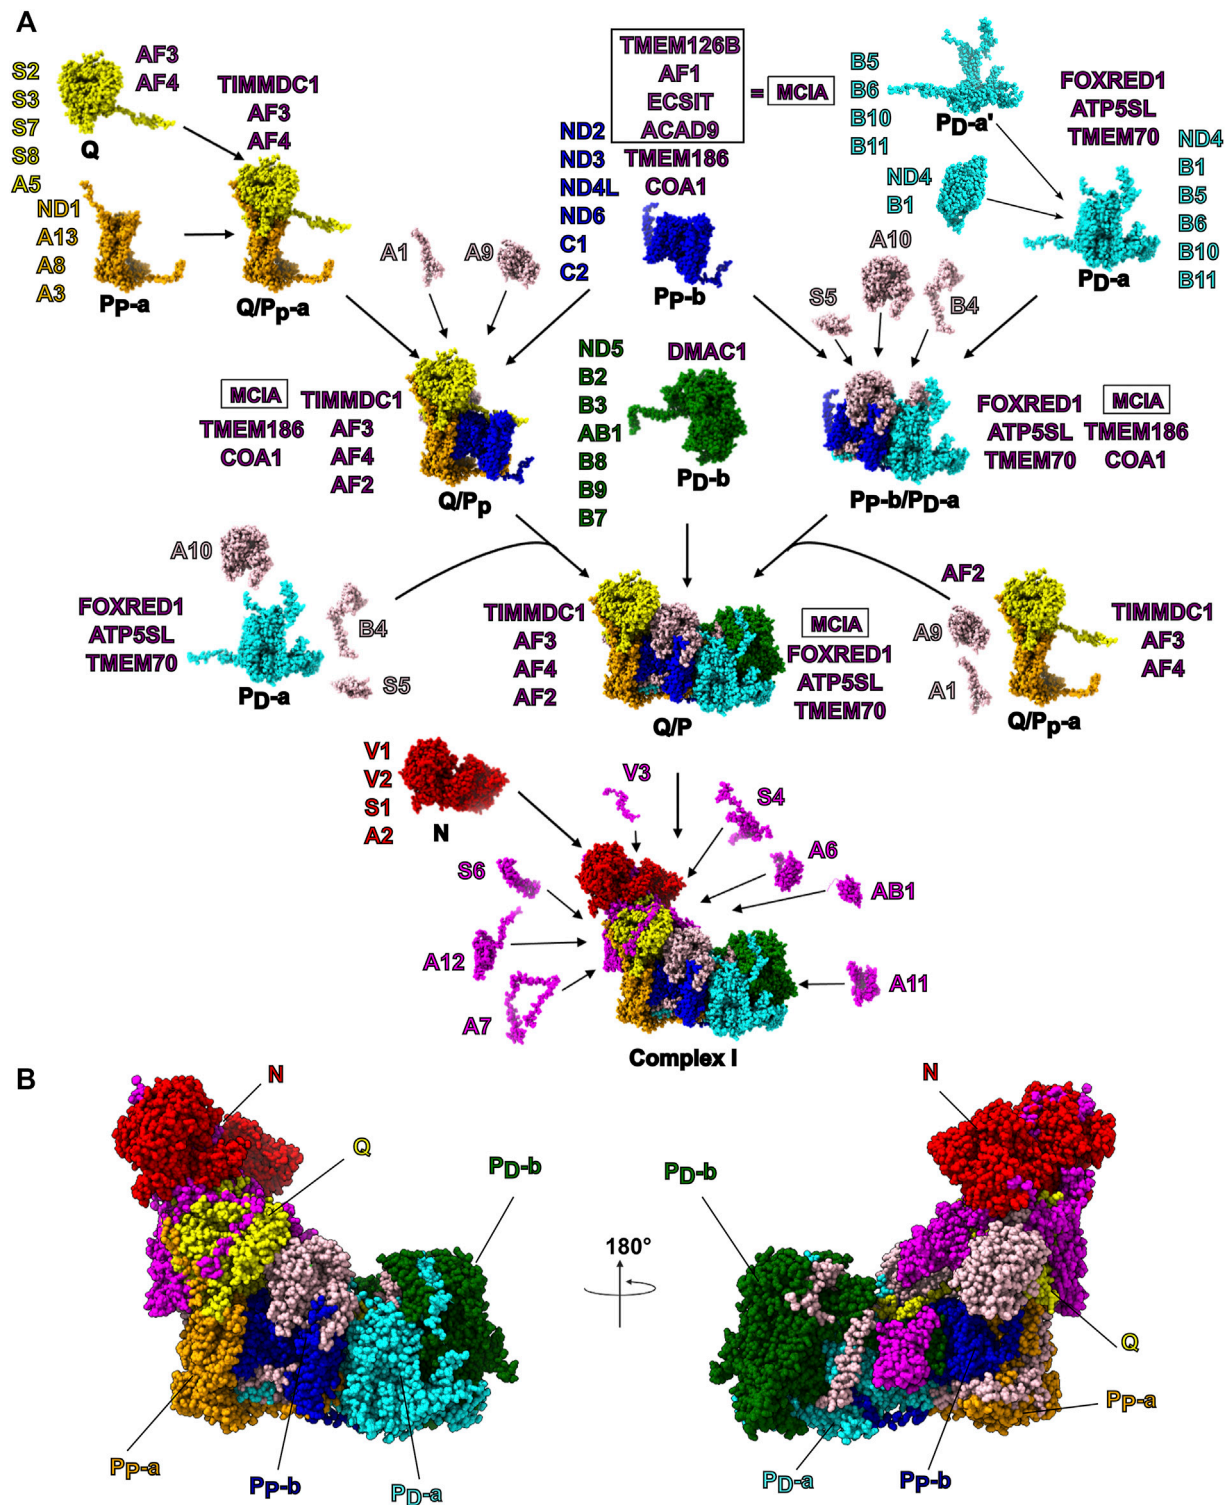 A
S2
S3
S7
S8
A5
Q
AF3
AF4
ND1
A13
A8
A3
PP-a
TIMMDC1
AF3
AF4
Q/Pp-a
A1
A9
TMEM126B
AF1
ECSIT
ACAD9
= MCIA
TMEM186
COA1
ND2
ND3
ND4L
ND6
C1
C2
PP-b
B5
B6
B10
B11
PD-a'
ND4
B1
FOXRED1
ATP5SL
TMEM70
ND4
B1
B5
B6
B10
B11
PD-a
S5
A10
B4
MCIA
TMEM186
COA1
TIMMDC1
AF3
AF4
AF2
Q/Pp
ND5
B2
B3
AB1
B8
B9
B7
DMAC1
PD-b
FOXRED1
ATP5SL
TMEM70
MCIA
TMEM186
COA1
PP-b/PD-a
A10
FOXRED1
ATP5SL
TMEM70
B4
S5
PD-a
TIMMDC1
AF3
AF4
AF2
Q/P
MCIA
FOXRED1
ATP5SL
TMEM70
AF2
A9
A1
TIMMDC1
AF3
AF4
Q/Pp-a
V1
V2
S1
A2
N
V3
S4
S6
A6
AB1
A12
A7
A11
Complex I
B
N
Q
PD-b
PP-a
PP-b
PD-a
180°
N
PD-b
Q
PP-a
PP-b
PD-a